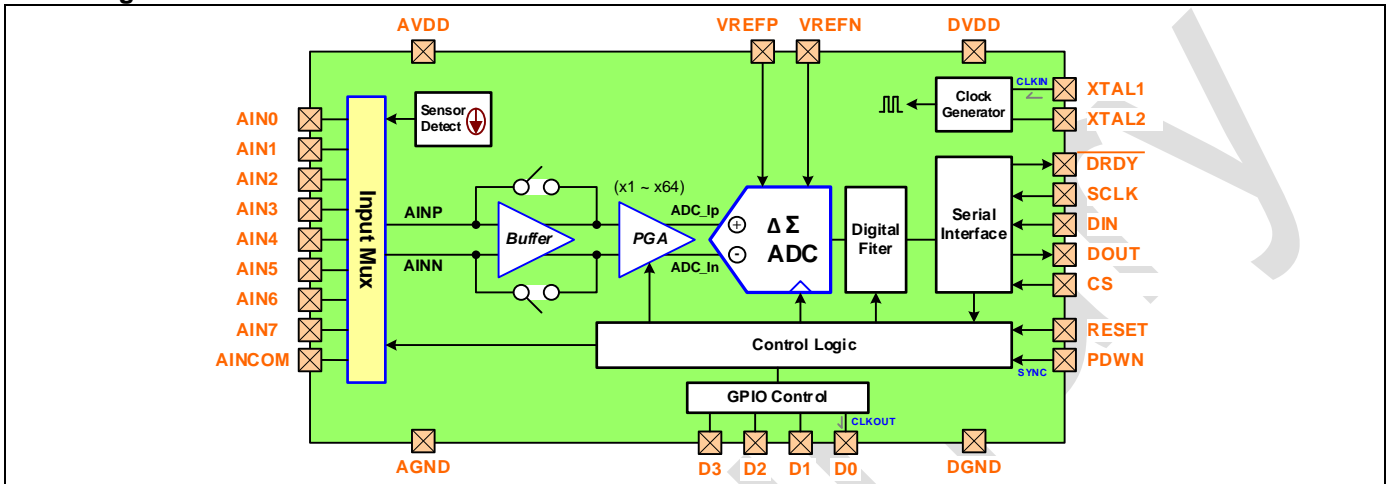 AVDD
VREFP
VREFN
DVDD
AIN0
AIN1
AIN2
AIN3
AIN4
AIN5
AIN6
AIN7
AINCOM
Input Mux
Sensor
Detect
AINP
AINN
Buffer
(x1 ~ x64)
PGA
ADC_Ip
ADC_In
+
-
Δ Σ
ADC
Digital
Fiter
Serial
Interface
Clock
Generator
CLKIN
XTAL1
XTAL2
DRDY
SCLK
DIN
DOUT
CS
RESET
PDWN
SYNC
Control Logic
GPIO Control
CLKOUT
AGND
D3
D2
D1
D0
DGND